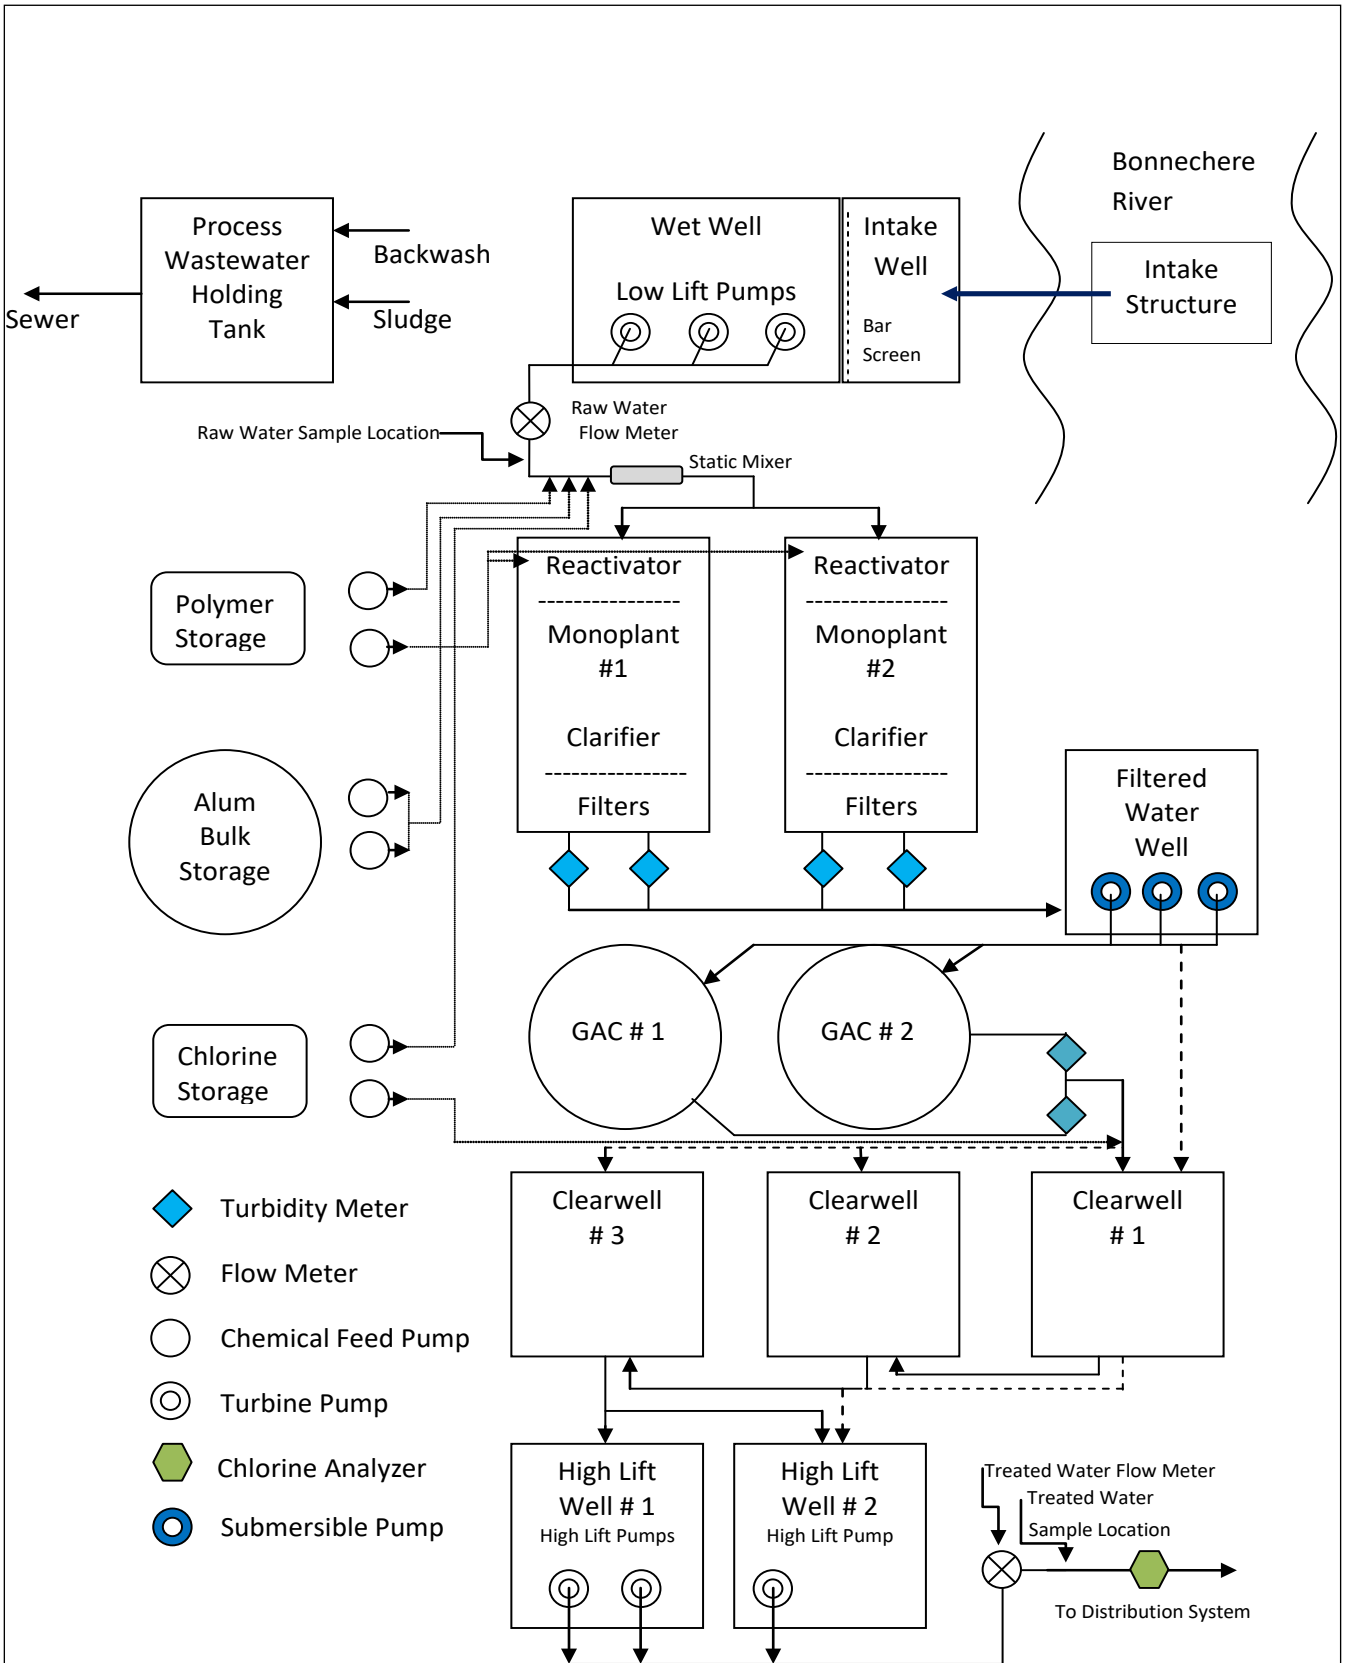 Bonnechere
River
Process
Wastewater
Holding
Tank
Backwash
Sludge
Sewer
Wet Well
Low Lift Pumps
Intake
Well
Bar
Screen
Intake
Structure
Raw Water
Flow Meter
Raw Water Sample Location
Static Mixer
Polymer
Storage
Reactivator
----------------
Monoplant
#1
Clarifier
----------------
Filters
Reactivator
----------------
Monoplant
#2
Clarifier
----------------
Filters
Alum
Bulk
Storage
Filtered
Water
Well
GAC # 1
GAC # 2
Chlorine
Storage
Clearwell
# 3
Clearwell
# 2
Clearwell
# 1
Turbidity Meter
Flow Meter
Chemical Feed Pump
Turbine Pump
Chlorine Analyzer
Submersible Pump
High Lift
Well # 1
High Lift Pumps
High Lift
Well # 2
High Lift Pump
Treated Water Flow Meter
Treated Water
Sample Location
To Distribution System